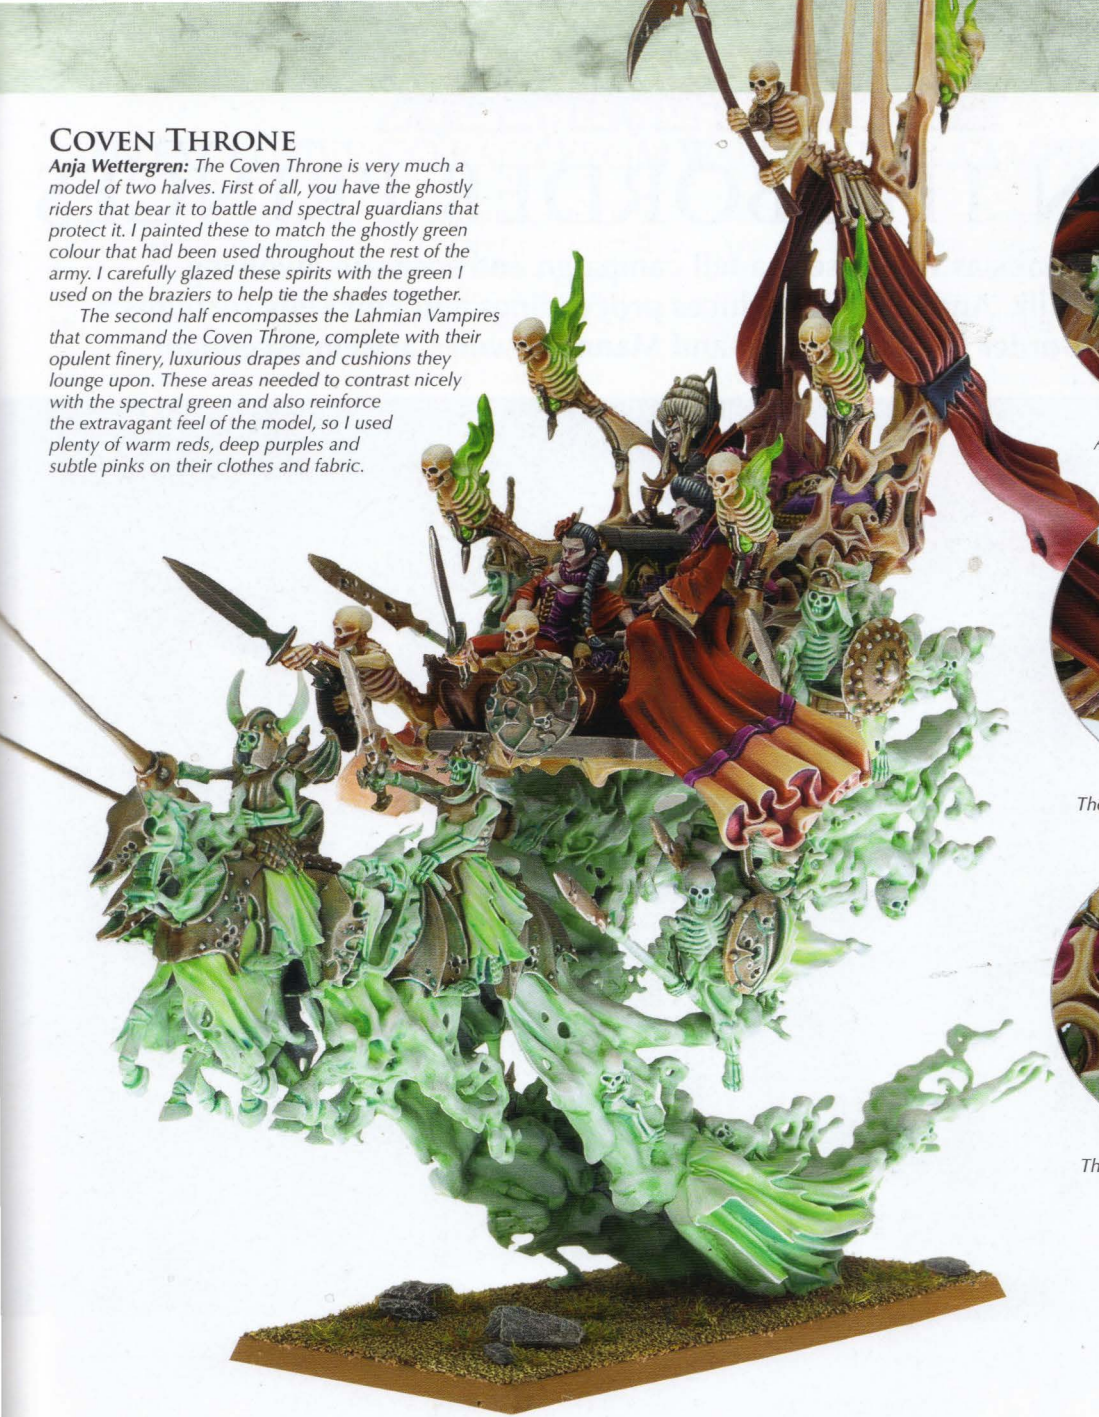 COVEN THRONE
Anja Wettergren: The Coven Throne is very much a
model of two halves. First of all, you have the ghostly
riders that bear it to battle and spectral guardians that
protect it. I painted these to match the ghostly green
colour that had been used throughout the rest of the
army. I carefully glazed these spirits with the green I
used on the braziers to help tie the shades together.
The second half encompasses the Lahmian Vampires
that command the Coven Throne, complete with their
opulent finery, luxurious drapes and cushions they
lounge upon. These areas needed to contrast nicely
with the spectral green and also reinforce
the extravagant feel of the model, so I used
plenty of warm reds, deep purples and
subtle pinks on their clothes and fabric.